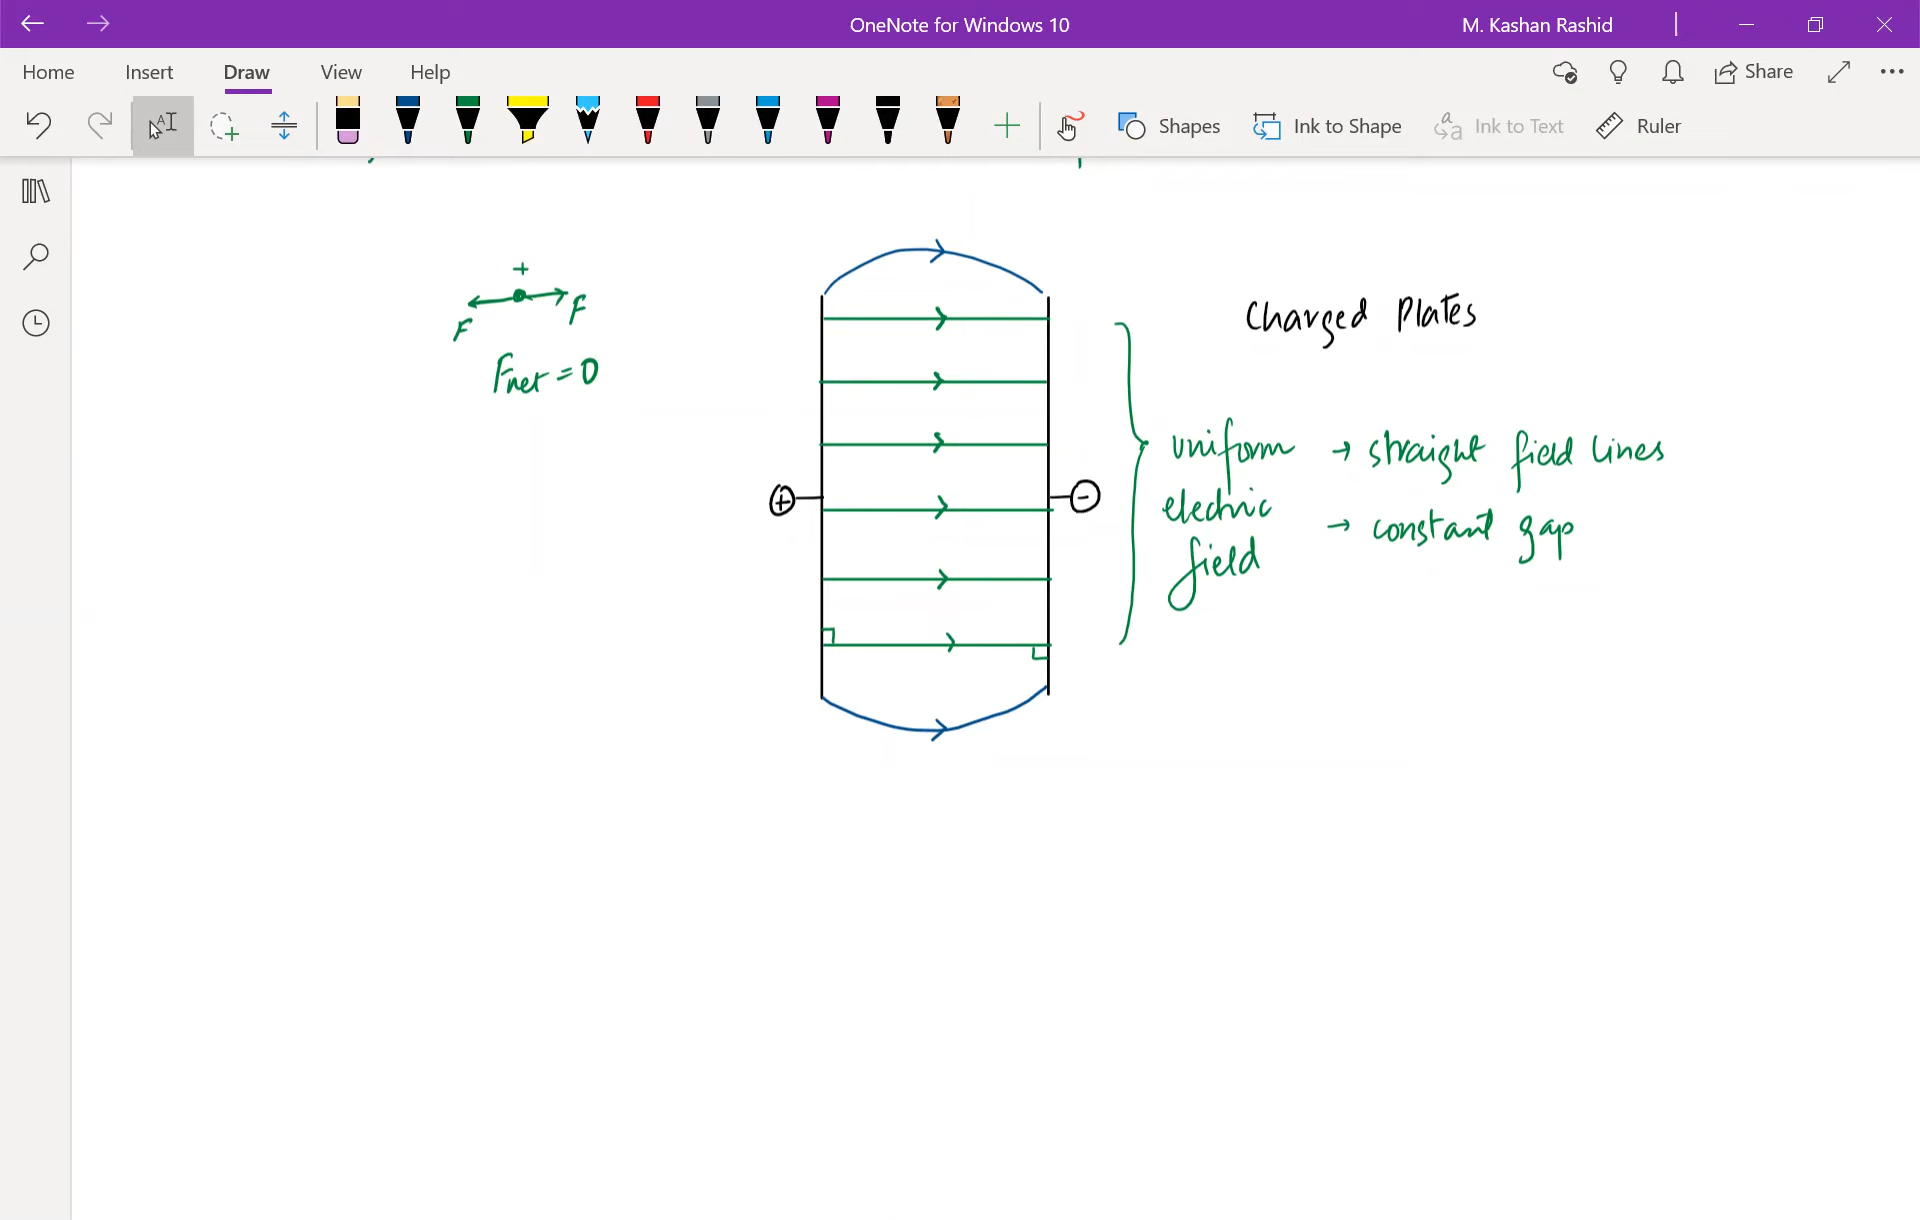 OneNote for Windows 10
M. Kashan Rashid
Home Insert Draw View Help
Share
Shapes Ink to Shape Ink to Text Ruler
+
F F
Fnet = 0
Charged Plates
+
-
uniform → straight field lines
electric → constant gap
field